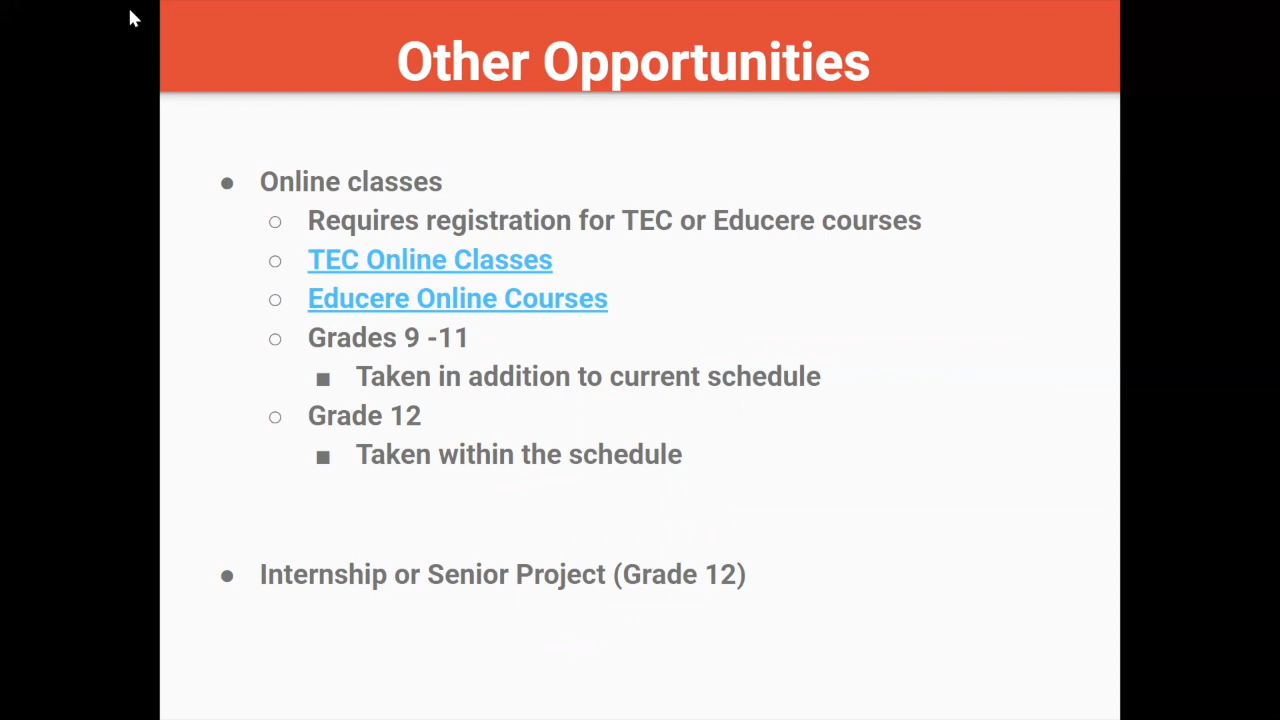 Other Opportunities
● Online classes
○ Requires registration for TEC or Educere courses
○ TEC Online Classes
○ Educere Online Courses
○ Grades 9 -11
■ Taken in addition to current schedule
○ Grade 12
■ Taken within the schedule
● Internship or Senior Project (Grade 12)